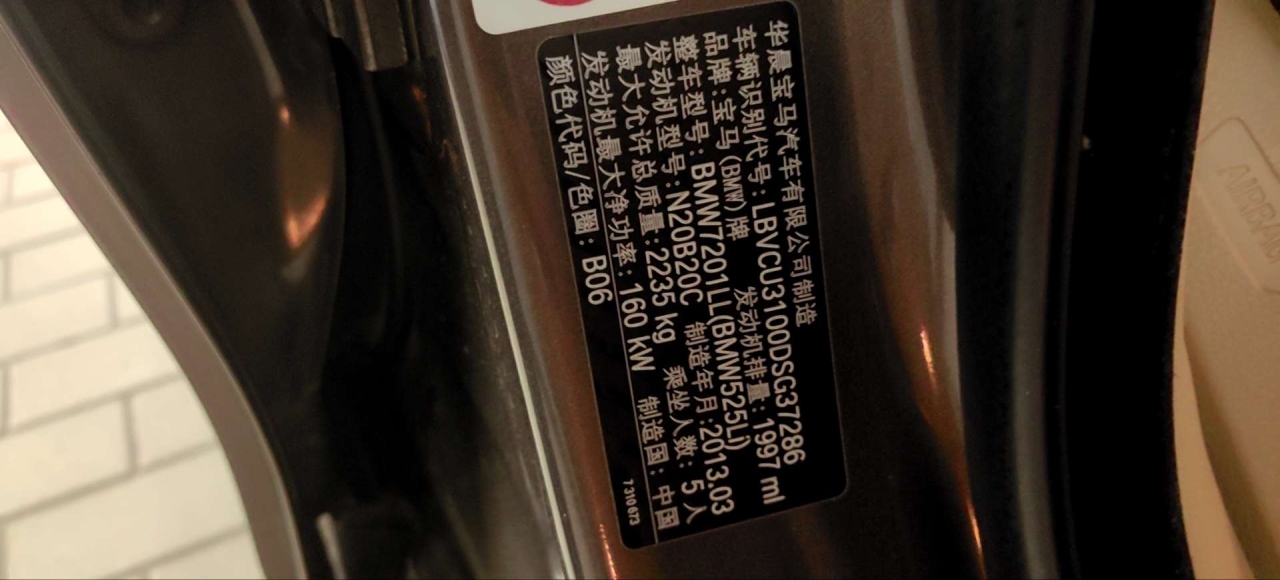 华晨宝马汽车有限公司制造
车辆识别代号：LBVCU3100DSG37286
品牌：宝马(BMW)牌 发动机排量：1997 ml
整车型号：BMW7201LL(BMW525Li)
发动机型号：N20B20C 制造年月：2013.03
最大允许总质量：2235 kg 乘坐人数：5 人
发动机最大净功率：160 kW 制造国：中国
颜色代码/色圈：B06
7310673
AIRBAG